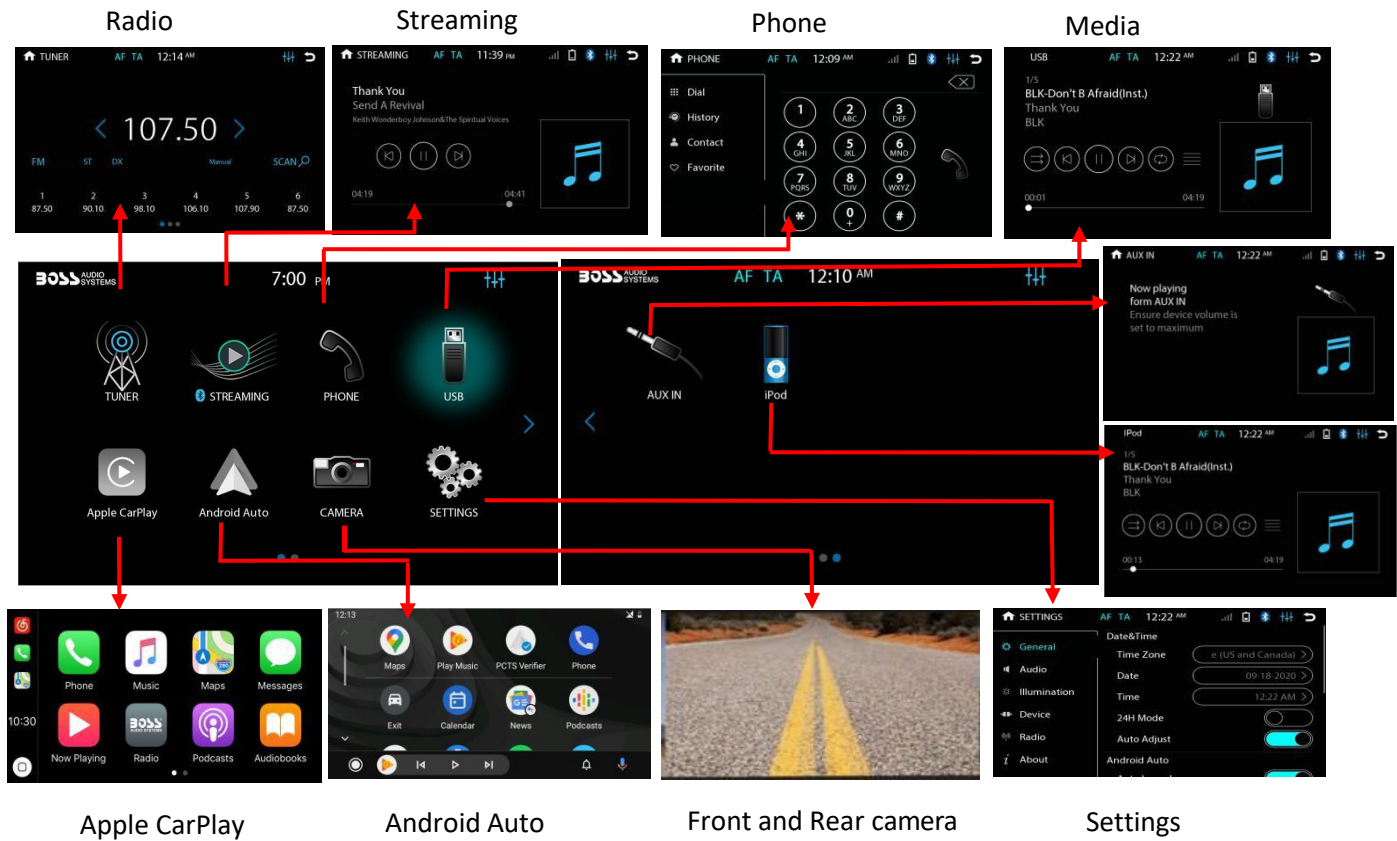 Radio
Streaming
Phone
Media
TUNER AF TA 12:14 AM
107.50
FM ST DX Manual SCAN
1 2 3 4 5 6
87.50 90.10 98.10 106.10 107.90 87.50
STREAMING AF TA 11:39 PM
Thank You
Send A Revival
Keith Wonderboy Johnson&The Spiritual Voices
04:19 04:41
PHONE AF TA 12:09 AM
Dial
History
Contact
Favorite
1 2 ABC 3 DEF
4 GHI 5 JKL 6 MNO
7 PQRS 8 TUV 9 WXYZ
* 0 + #
USB AF TA 12:22 AM
1/5
BLK-Don't B Afraid(Inst.)
Thank You
BLK
00:01 04:19
BOSS AUDIO SYSTEMS 7:00 PM
TUNER STREAMING PHONE USB
Apple CarPlay Android Auto CAMERA SETTINGS
BOSS AUDIO SYSTEMS AF TA 12:10 AM
AUX IN iPod
AUX IN AF TA 12:22 AM
Now playing
form AUX IN
Ensure device volume is
set to maximum
iPod AF TA 12:22 AM
1/5
BLK-Don't B Afraid(Inst.)
Thank You
BLK
00:13 04:19
10:30
Phone Music Maps Messages
BOSS AUDIO SYSTEMS
Now Playing Radio Podcasts Audiobooks
12:13
Maps Play Music PCTS Verifier Phone
Exit Calendar News Podcasts
SETTINGS AF TA 12:22 AM
General
Audio
Illumination
Device
Radio
About
Date&Time
Time Zone e (US and Canada)
Date 09-18-2020
Time 12:22 AM
24H Mode
Auto Adjust
Android Auto
Apple CarPlay
Android Auto
Front and Rear camera
Settings